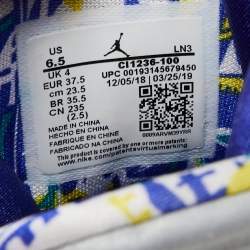 US LN3
6.5 CI1236-100
UK 4 UPC 00193145679450
EUR 37.5 12/05/18 03/25/19
cm 23.5
BR 35.5
CN 235
(2.5)
MADE IN CHINA
HECHO EN CHINA
FABRIQUÉ EN CHINE
www.nike.com/patents